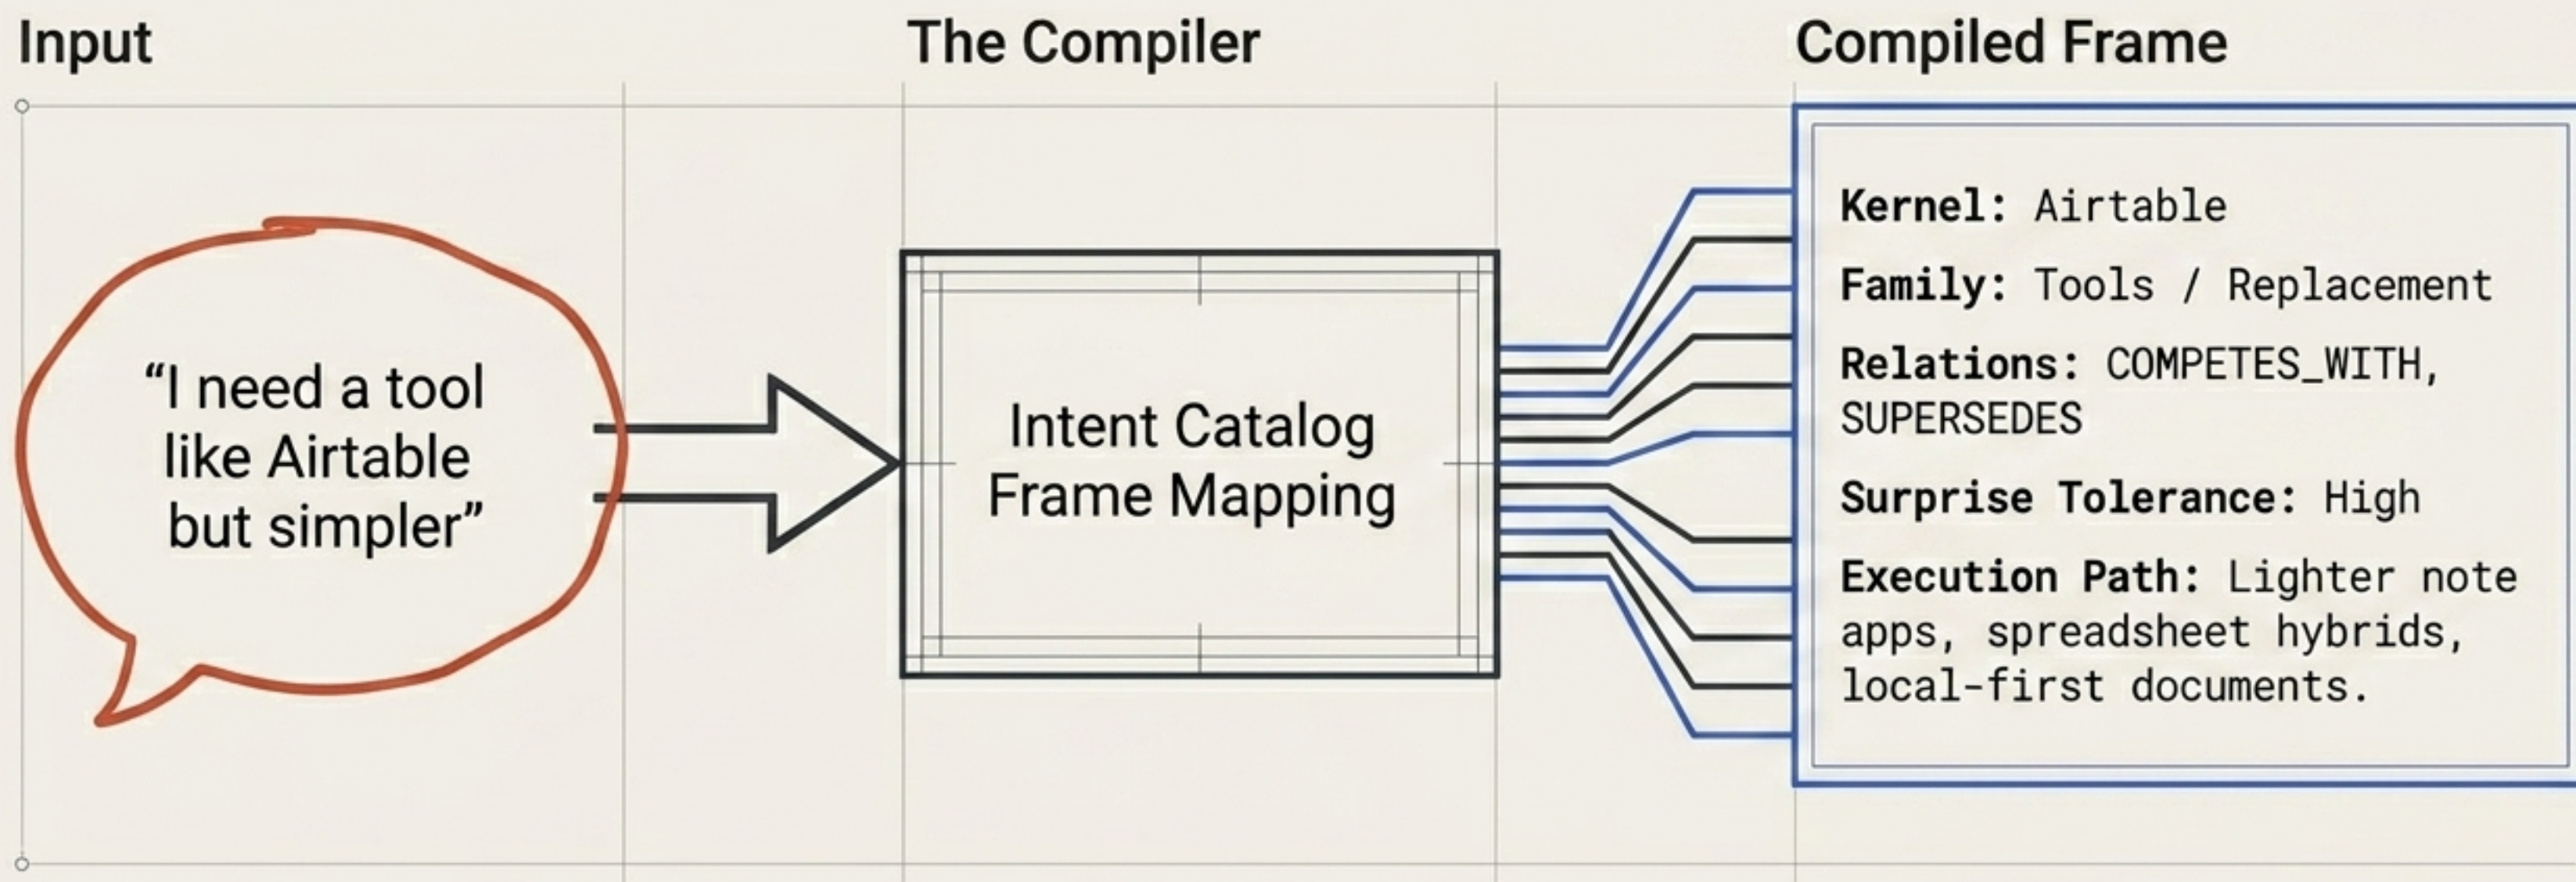 Input
The Compiler
Compiled Frame
“I need a tool
like Airtable
but simpler”
Intent Catalog
Frame Mapping
Kernel: Airtable
Family: Tools / Replacement
Relations: COMPETES_WITH,
SUPERSEDES
Surprise Tolerance: High
Execution Path: Lighter note
apps, spreadsheet hybrids,
local-first documents.